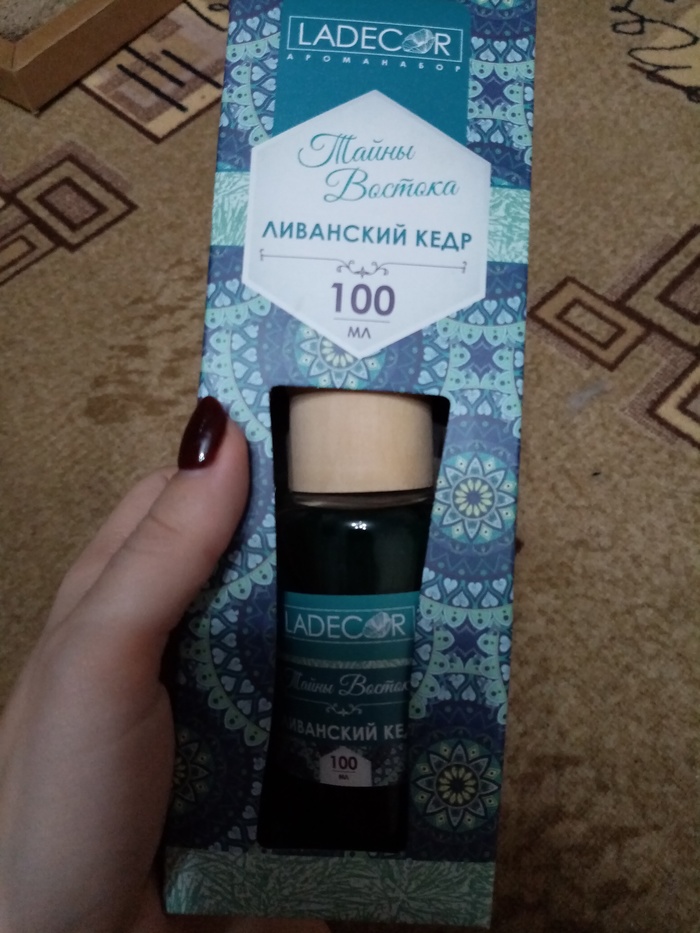 LADECOR
АРОМАНАБОР
Тайны
Востока
ЛИВАНСКИЙ КЕДР
100
МЛ
LADECOR
Тайны Восток
ИВАНСКИЙ КЕ
100
МЛ